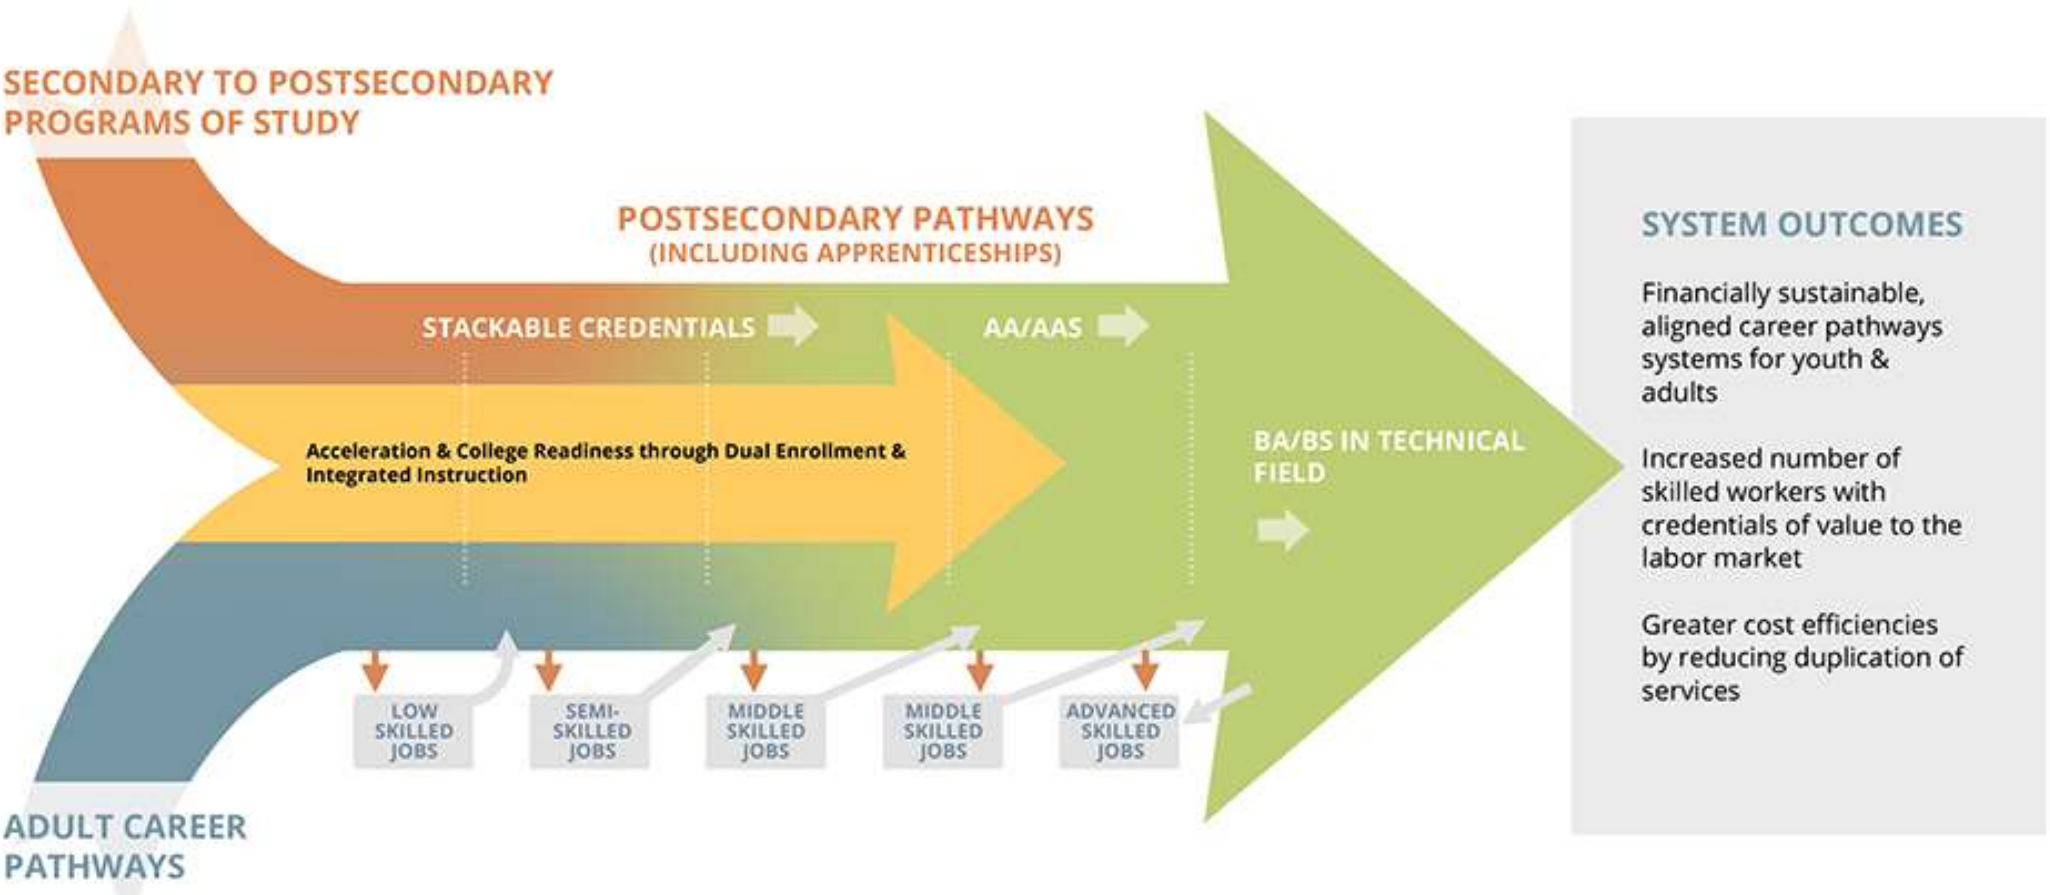 SECONDARY TO POSTSECONDARY
PROGRAMS OF STUDY
POSTSECONDARY PATHWAYS
(INCLUDING APPRENTICESHIPS)
STACKABLE CREDENTIALS
AA/AAS
Acceleration & College Readiness through Dual Enrollment &
Integrated Instruction
BA/BS IN TECHNICAL
FIELD
LOW
SKILLED
JOBS
SEMI-
SKILLED
JOBS
MIDDLE
SKILLED
JOBS
MIDDLE
SKILLED
JOBS
ADVANCED
SKILLED
JOBS
ADULT CAREER
PATHWAYS
SYSTEM OUTCOMES
Financially sustainable,
aligned career pathways
systems for youth &
adults
Increased number of
skilled workers with
credentials of value to the
labor market
Greater cost efficiencies
by reducing duplication of
services